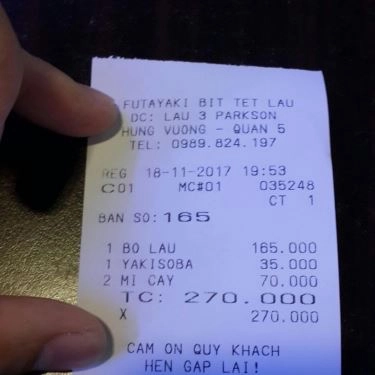 FUTAYAKI BIT TET LAU
DC: LAU 3 PARKSON
HUNG VUONG - QUAN 5
TEL: 0989.824.197
REG 18-11-2017 19:53
C01 MC#01 035248
CT 1
BAN SO: 165
1 BO LAU 165.000
1 YAKISOBA 35.000
2 MI CAY 70.000
TC: 270.000
X 270.000
CAM ON QUY KHACH
HEN GAP LAI!